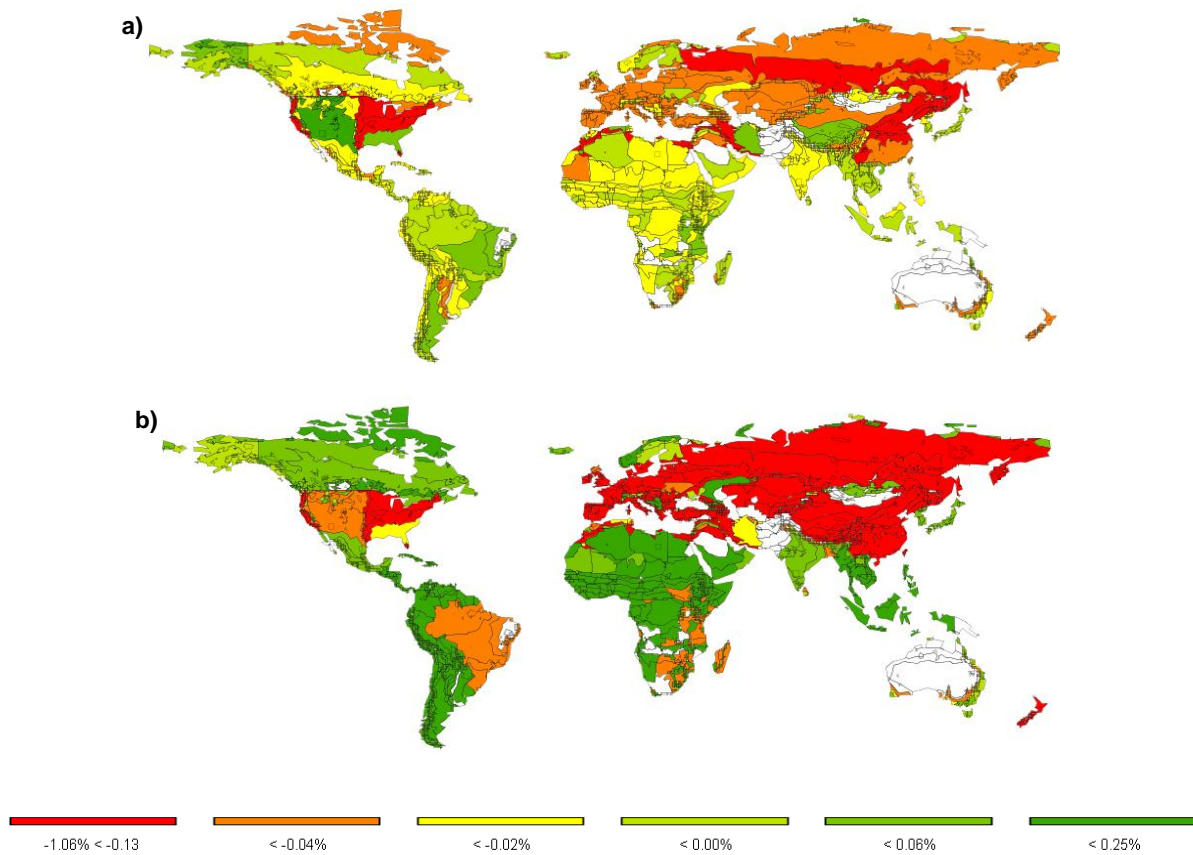 a)
b)
-1.06% < -0.13
< -0.04%
< -0.02%
< 0.00%
< 0.06%
< 0.25%